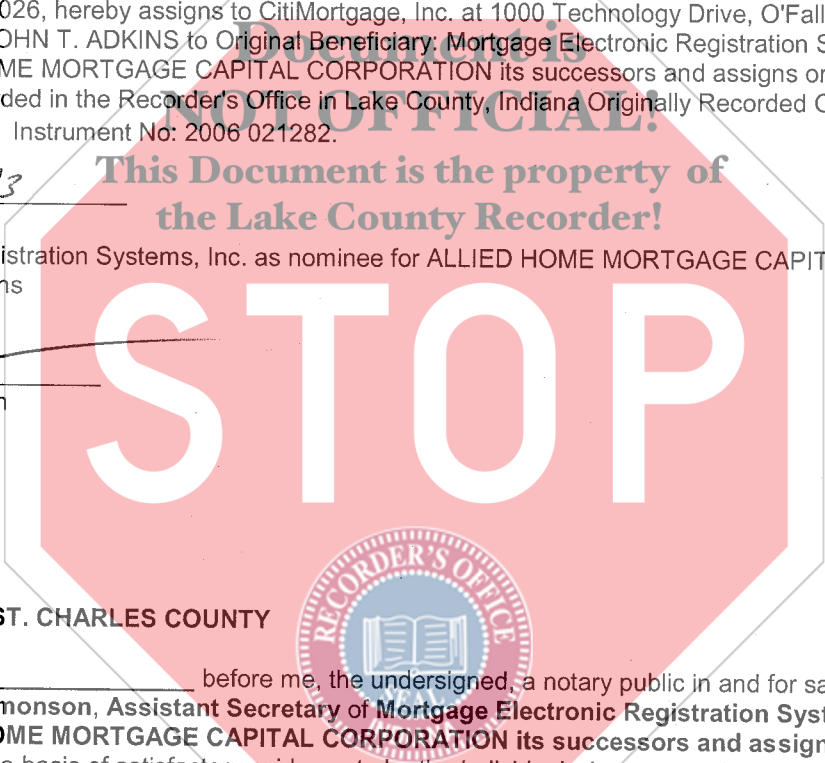 026, hereby assigns to CitiMortgage, Inc. at 1000 Technology Drive, O'Fall
Document is
OHN T. ADKINS to Original Beneficiary: Mortgage Electronic Registration S
ME MORTGAGE CAPITAL CORPORATION its successors and assigns or
ded in the Recorder's Office in Lake County, Indiana Originally Recorded O
NOT OFFICIAL!
Instrument No: 2006 021282.
This Document is the property of
3
the Lake County Recorder!
istration Systems, Inc. as nominee for ALLIED HOME MORTGAGE CAPIT
ns
STOP
RECORDER'S OFFICE
ST. CHARLES COUNTY
before me, the undersigned, a notary public in and for sa
SEAL
monson, Assistant Secretary of Mortgage Electronic Registration Syst
OME MORTGAGE CAPITAL CORPORATION its successors and assign